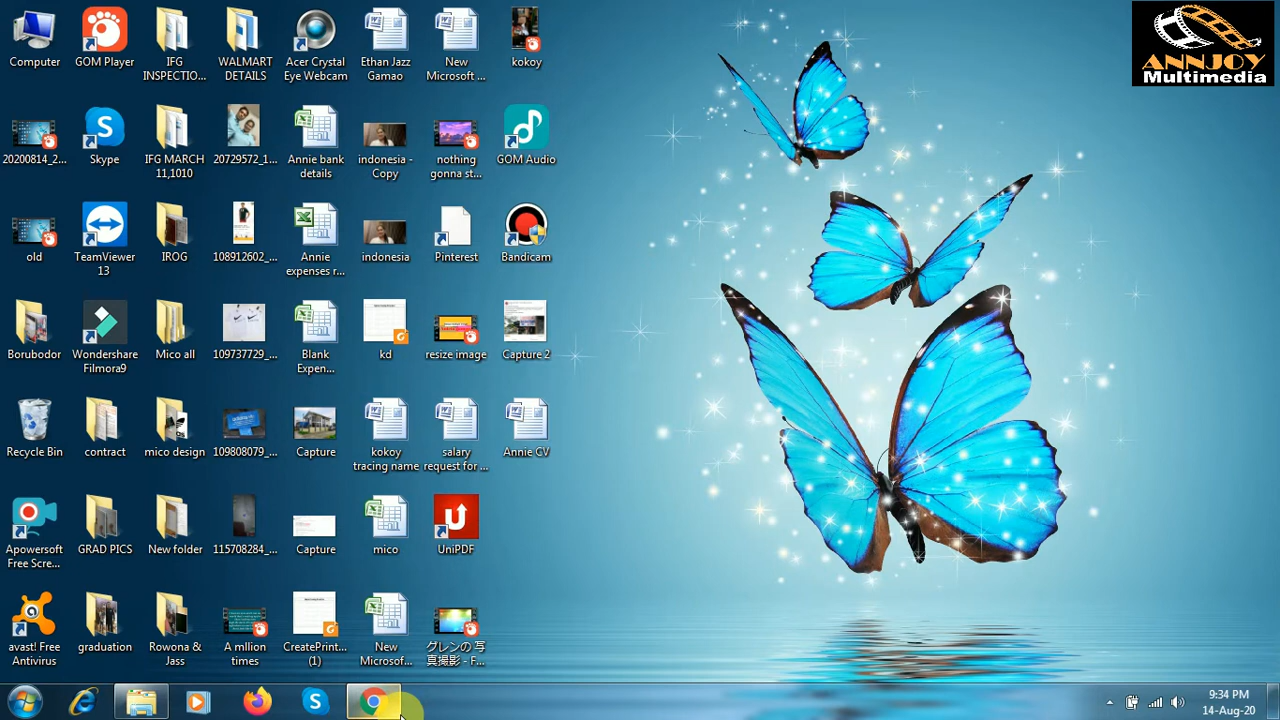 Computer
GOM Player
IFG
INSPECTIO...
WALMART
DETAILS
Acer Crystal
Eye Webcam
Ethan Jazz
Gamao
New
Microsoft ...
kokoy
ANNJOY
Multimedia
20200814_2...
Skype
IFG MARCH
11,1010
20729572_1...
Annie bank
details
indonesia -
Copy
nothing
gonna st...
GOM Audio
old
TeamViewer
13
IROG
108912602_...
Annie
expenses r...
indonesia
Pinterest
Bandicam
Borubodor
Wondershare
Filmora9
Mico all
109737729_...
Blank
Expen...
kd
resize image
Capture 2
Recycle Bin
contract
mico design
109808079_...
Capture
kokoy
tracing name
salary
request for ...
Annie CV
Apowersoft
Free Scre...
GRAD PICS
New folder
115708284_...
Capture
mico
UniPDF
avast! Free
Antivirus
graduation
Rowona &
Jass
A mllion
times
CreatePrint...
(1)
New
Microsof...
グレンの 写
真撮影 - F...
9:34 PM
14-Aug-20